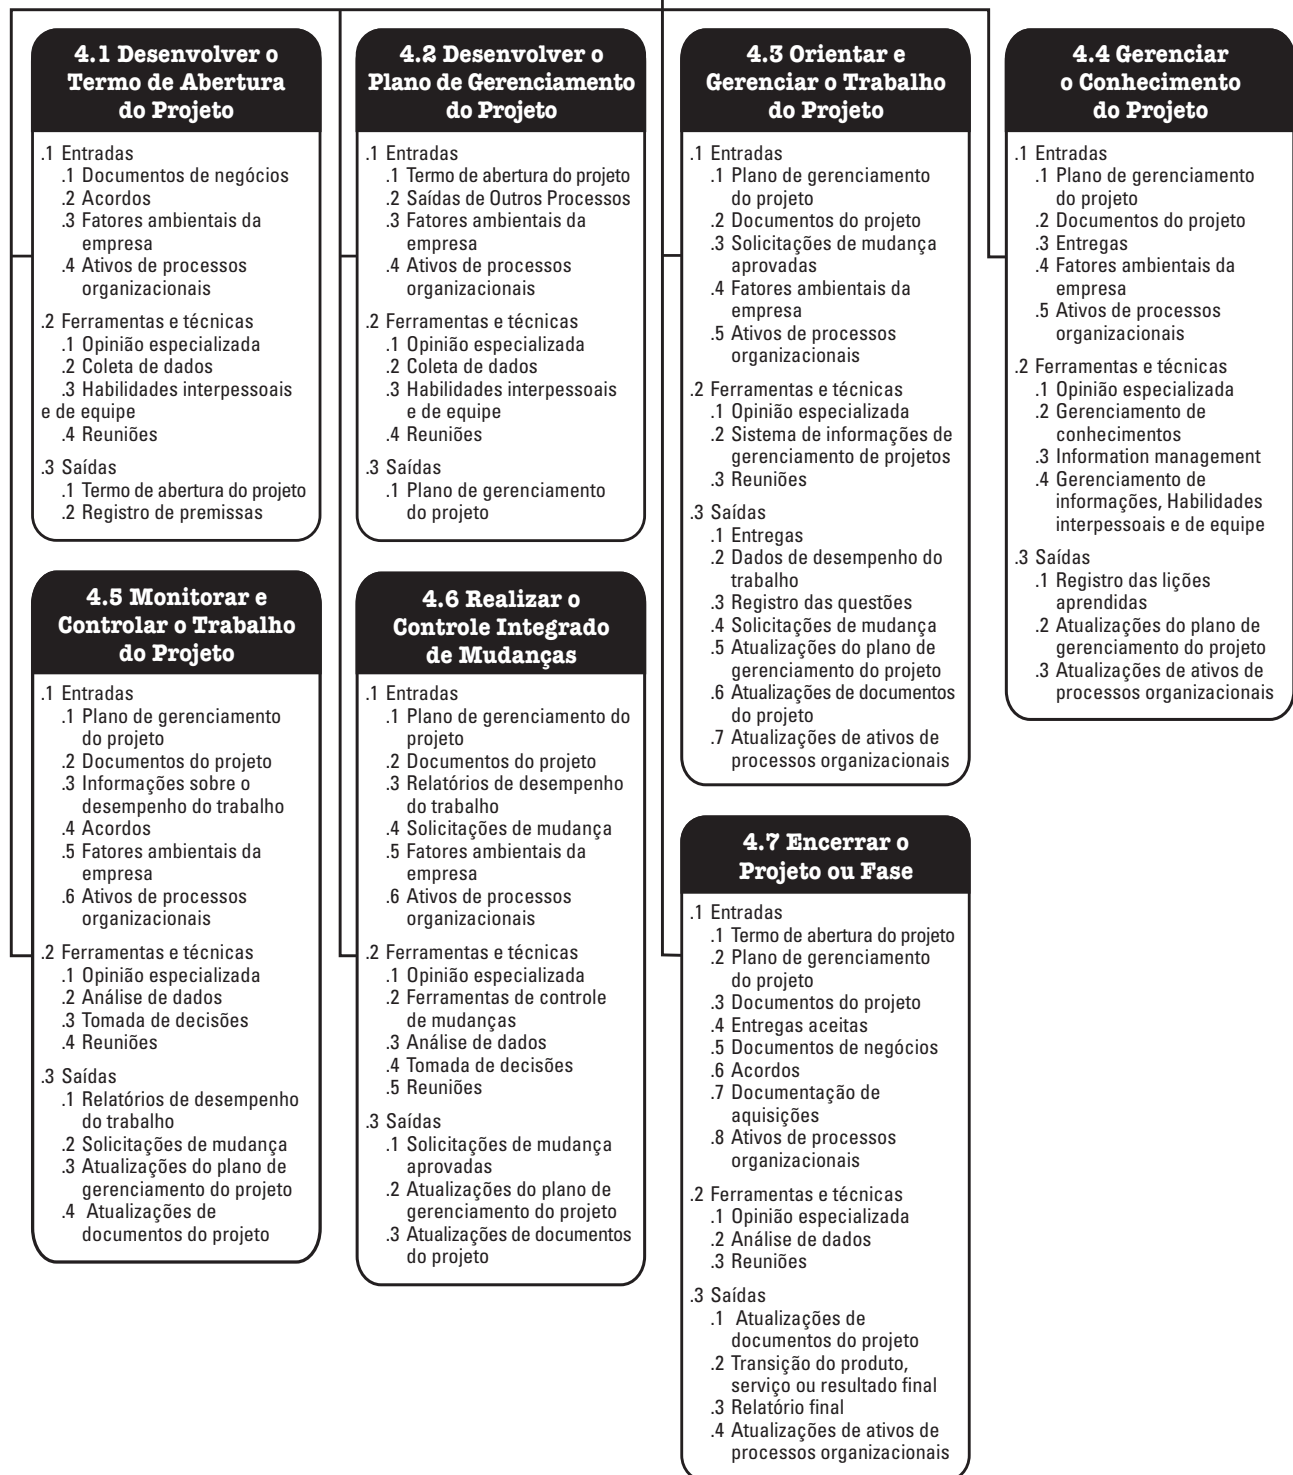 4.1 Desenvolver o
Termo de Abertura
do Projeto
.1 Entradas
.1 Documentos de negócios
.2 Acordos
.3 Fatores ambientais da
empresa
.4 Ativos de processos
organizacionais
.2 Ferramentas e técnicas
.1 Opinião especializada
.2 Coleta de dados
.3 Habilidades interpessoais
e de equipe
.4 Reuniões
.3 Saídas
.1 Termo de abertura do projeto
.2 Registro de premissas
4.2 Desenvolver o
Plano de Gerenciamento
do Projeto
.1 Entradas
.1 Termo de abertura do projeto
.2 Saídas de Outros Processos
.3 Fatores ambientais da
empresa
.4 Ativos de processos
organizacionais
.2 Ferramentas e técnicas
.1 Opinião especializada
.2 Coleta de dados
.3 Habilidades interpessoais
e de equipe
.4 Reuniões
.3 Saídas
.1 Plano de gerenciamento
do projeto
4.3 Orientar e
Gerenciar o Trabalho
do Projeto
.1 Entradas
.1 Plano de gerenciamento
do projeto
.2 Documentos do projeto
.3 Solicitações de mudança
aprovadas
.4 Fatores ambientais da
empresa
.5 Ativos de processos
organizacionais
.2 Ferramentas e técnicas
.1 Opinião especializada
.2 Sistema de informações de
gerenciamento de projetos
.3 Reuniões
.3 Saídas
.1 Entregas
.2 Dados de desempenho do
trabalho
.3 Registro das questões
.4 Solicitações de mudança
.5 Atualizações do plano de
gerenciamento do projeto
.6 Atualizações de documentos
do projeto
.7 Atualizações de ativos de
processos organizacionais
4.4 Gerenciar
o Conhecimento
do Projeto
.1 Entradas
.1 Plano de gerenciamento
do projeto
.2 Documentos do projeto
.3 Entregas
.4 Fatores ambientais da
empresa
.5 Ativos de processos
organizacionais
.2 Ferramentas e técnicas
.1 Opinião especializada
.2 Gerenciamento de
conhecimentos
.3 Information management
.4 Gerenciamento de
informações, Habilidades
interpessoais e de equipe
.3 Saídas
.1 Registro das lições
aprendidas
.2 Atualizações do plano de
gerenciamento do projeto
.3 Atualizações de ativos de
processos organizacionais
4.5 Monitorar e
Controlar o Trabalho
do Projeto
.1 Entradas
.1 Plano de gerenciamento
do projeto
.2 Documentos do projeto
.3 Informações sobre o
desempenho do trabalho
.4 Acordos
.5 Fatores ambientais da
empresa
.6 Ativos de processos
organizacionais
.2 Ferramentas e técnicas
.1 Opinião especializada
.2 Análise de dados
.3 Tomada de decisões
.4 Reuniões
.3 Saídas
.1 Relatórios de desempenho
do trabalho
.2 Solicitações de mudança
.3 Atualizações do plano de
gerenciamento do projeto
.4 Atualizações de
documentos do projeto
4.6 Realizar o
Controle Integrado
de Mudanças
.1 Entradas
.1 Plano de gerenciamento do
projeto
.2 Documentos do projeto
.3 Relatórios de desempenho
do trabalho
.4 Solicitações de mudança
.5 Fatores ambientais da
empresa
.6 Ativos de processos
organizacionais
.2 Ferramentas e técnicas
.1 Opinião especializada
.2 Ferramentas de controle
de mudanças
.3 Análise de dados
.4 Tomada de decisões
.5 Reuniões
.3 Saídas
.1 Solicitações de mudança
aprovadas
.2 Atualizações do plano de
gerenciamento do projeto
.3 Atualizações de documentos
do projeto
4.7 Encerrar o
Projeto ou Fase
.1 Entradas
.1 Termo de abertura do projeto
.2 Plano de gerenciamento
do projeto
.3 Documentos do projeto
.4 Entregas aceitas
.5 Documentos de negócios
.6 Acordos
.7 Documentação de
aquisições
.8 Ativos de processos
organizacionais
.2 Ferramentas e técnicas
.1 Opinião especializada
.2 Análise de dados
.3 Reuniões
.3 Saídas
.1 Atualizações de
documentos do projeto
.2 Transição do produto,
serviço ou resultado final
.3 Relatório final
.4 Atualizações de ativos de
processos organizacionais